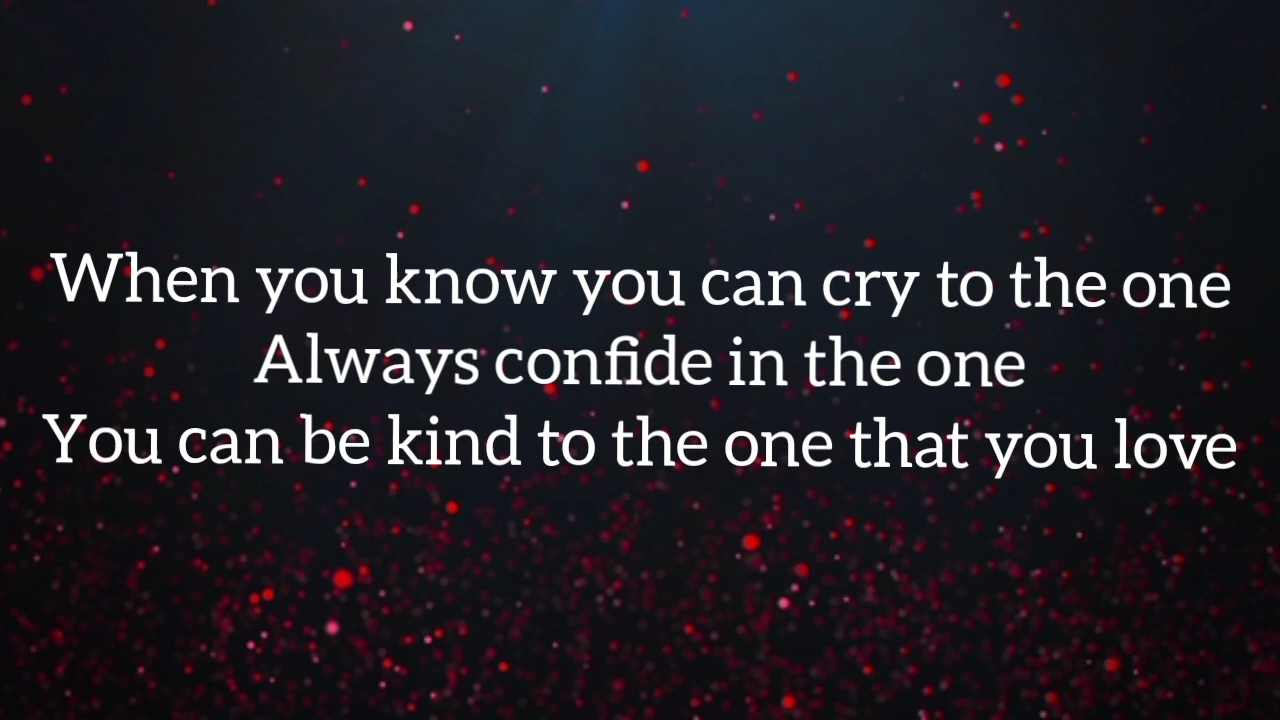 When you know you can cry to the one
Always confide in the one
You can be kind to the one that you love